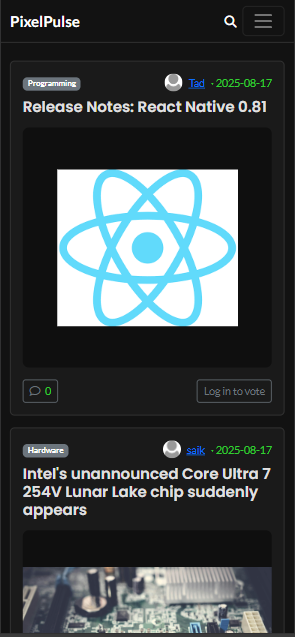 PixelPulse
Programming
Tad · 2025-08-17
Release Notes: React Native 0.81
0
Log in to vote
Hardware
saik · 2025-08-17
Intel's unannounced Core Ultra 7
254V Lunar Lake chip suddenly
appears